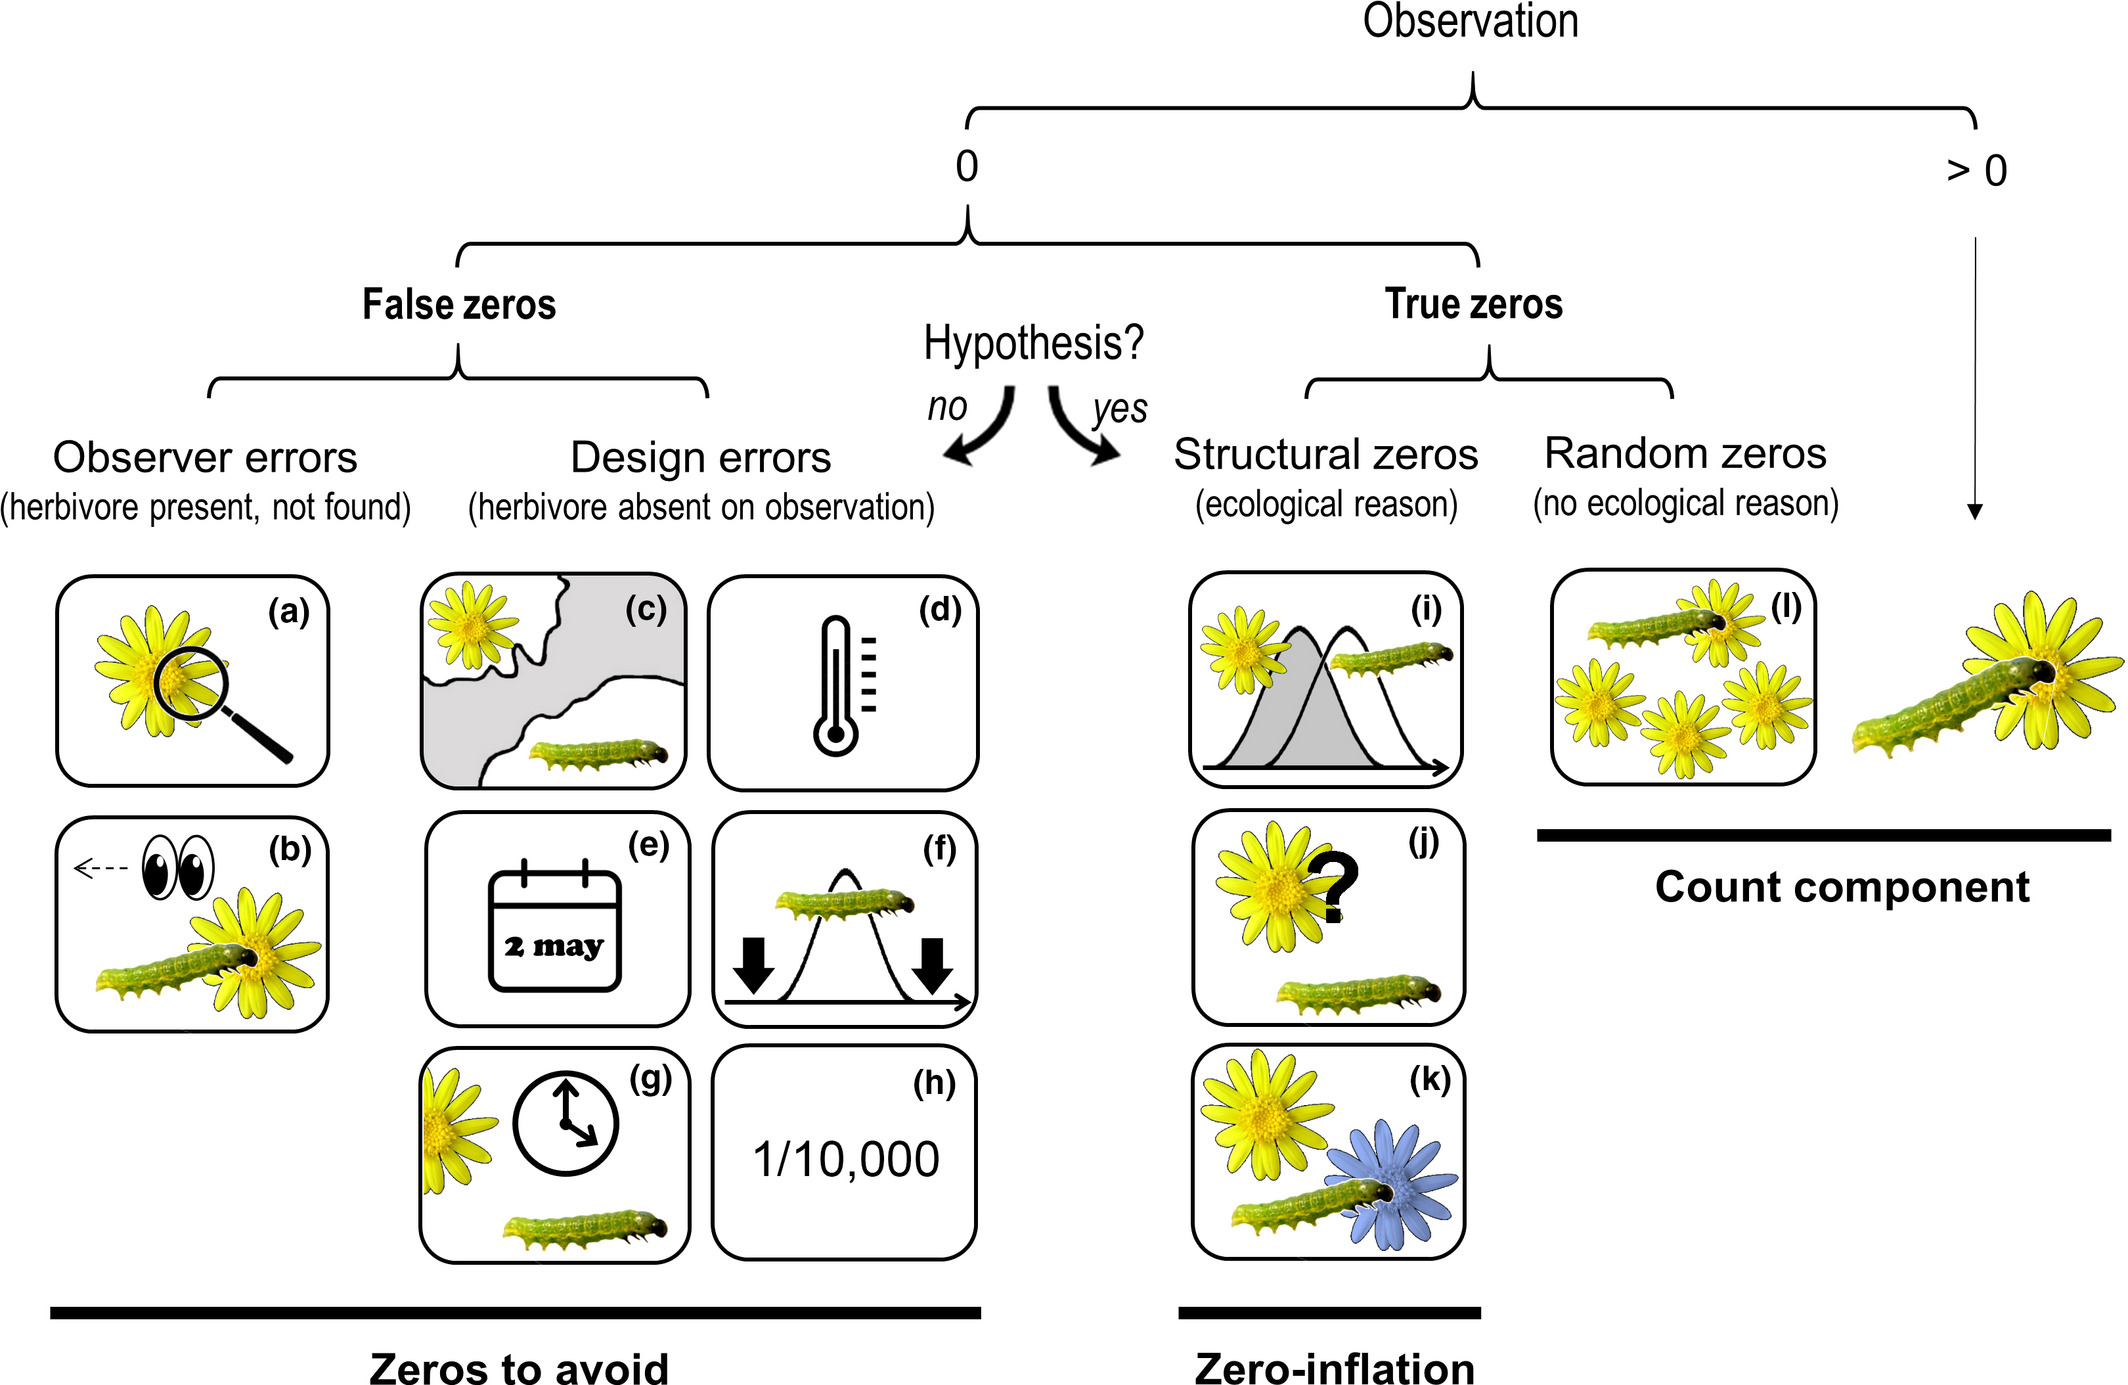 Observation
0
> 0
False zeros
True zeros
Hypothesis?
no
yes
Observer errors
(herbivore present, not found)
Design errors
(herbivore absent on observation)
Structural zeros
(ecological reason)
Random zeros
(no ecological reason)
(a)
(b)
(c)
(d)
(e)
2 may
(f)
(g)
(h)
1/10,000
(i)
(j)
(k)
(l)
Count component
Zeros to avoid
Zero-inflation